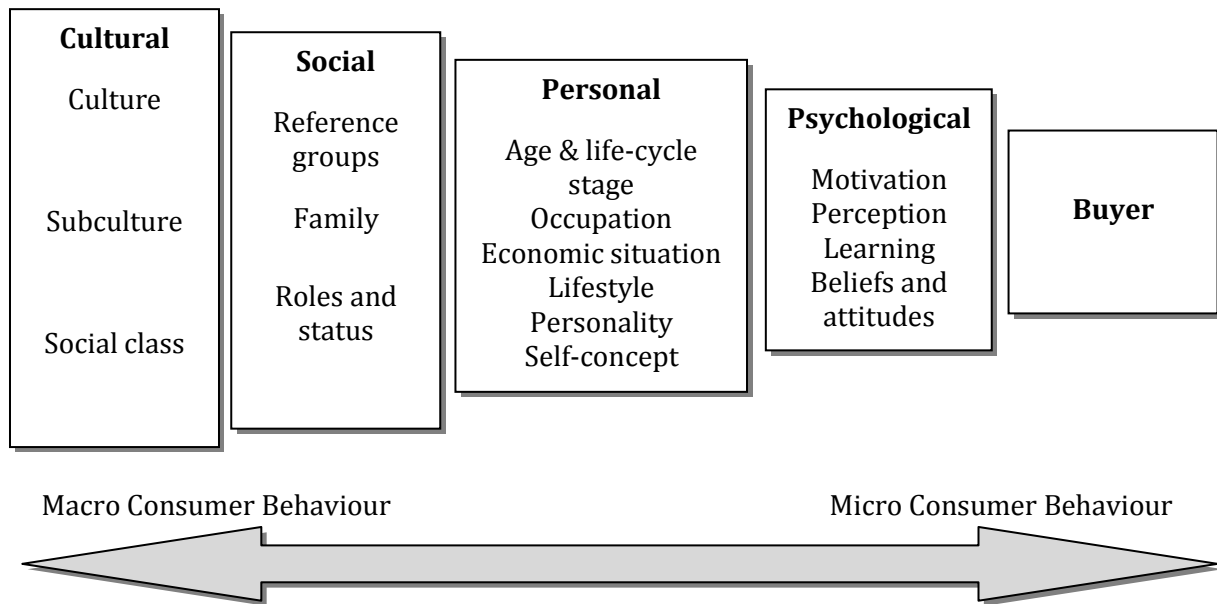 Cultural
Culture
Subculture
Social class
Social
Reference
groups
Family
Roles and
status
Personal
Age & life-cycle
stage
Occupation
Economic situation
Lifestyle
Personality
Self-concept
Psychological
Motivation
Perception
Learning
Beliefs and
attitudes
Buyer
Macro Consumer Behaviour
Micro Consumer Behaviour